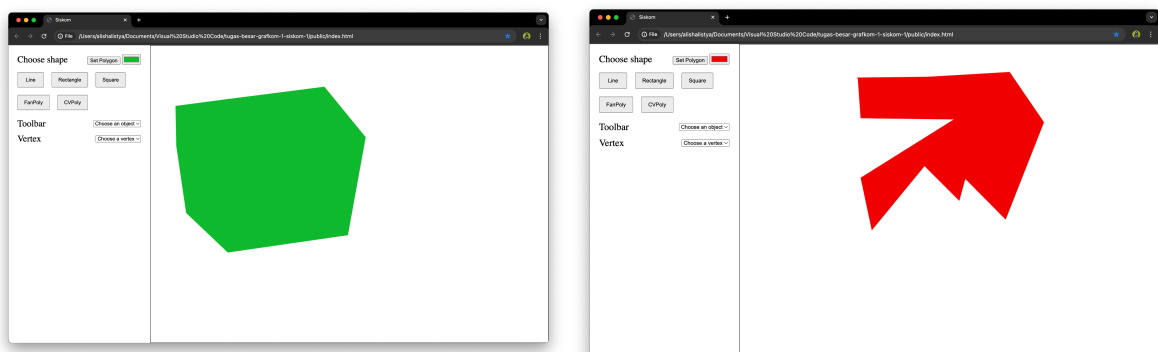 Siskom
File /Users/alishalistya/Documents/Visual%20Studio%20Code/tugas-besar-grafkom-1-siskom-1/public/index.html
Choose shape Set Polygon
Line Rectangle Square
FanPoly CVPoly
Toolbar Choose an object
Vertex Choose a vertex
Siskom
File /Users/alishalistya/Documents/Visual%20Studio%20Code/tugas-besar-grafkom-1-siskom-1/public/index.html
Choose shape Set Polygon
Line Rectangle Square
FanPoly CVPoly
Toolbar Choose an object
Vertex Choose a vertex